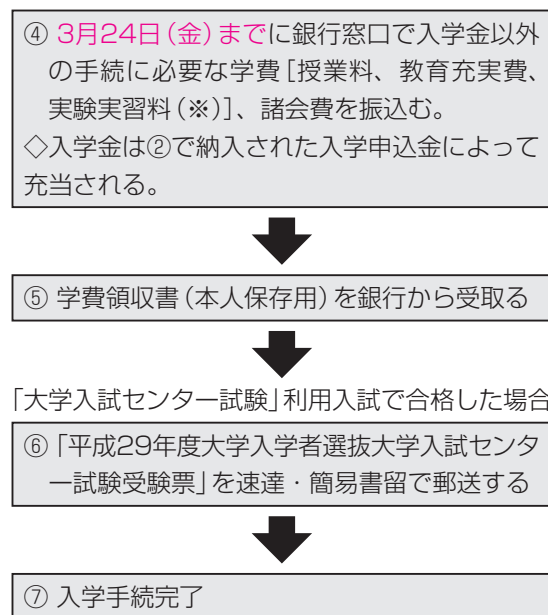 ④ 3月24日(金)までに銀行窓口で入学金以外
の手続に必要な学費[授業料、教育充実費、
実験実習料(※)]、諸会費を振込む。
◇入学金は②で納入された入学申込金によって
充当される。
⑤ 学費領収書(本人保存用)を銀行から受取る
「大学入試センター試験」利用入試で合格した場合
⑥「平成29年度大学入学者選抜大学入試センタ
ー試験受験票」を速達・簡易書留で郵送する
⑦ 入学手続完了